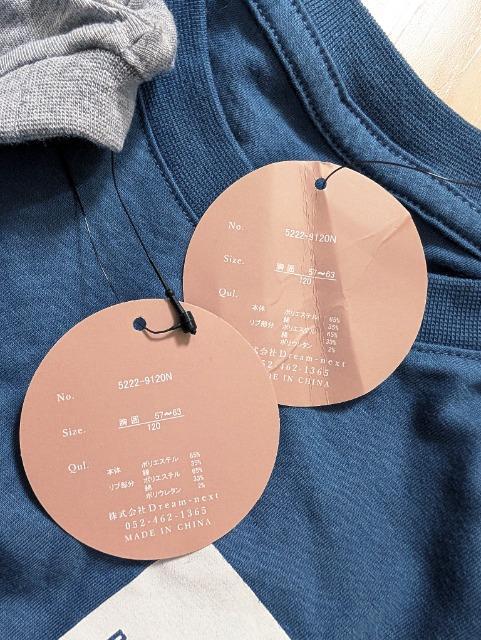 No. 5222-9120N
Size. 胸囲 57〜63
120
Qul.
本体 ポリエステル 65%
綿 35%
リブ部分 ポリエステル 65%
綿 33%
ポリウレタン 2%
株式会社Dream-next
052-462-1365
MADE IN CHINA
No. 5222-9120N
Size. 胸囲 57〜63
120
Qul.
本体 ポリエステル 65%
綿 35%
リブ部分 ポリエステル 65%
綿 33%
ポリウレタン 2%
式会社Dream-next
052-462-1365
MADE IN CHINA